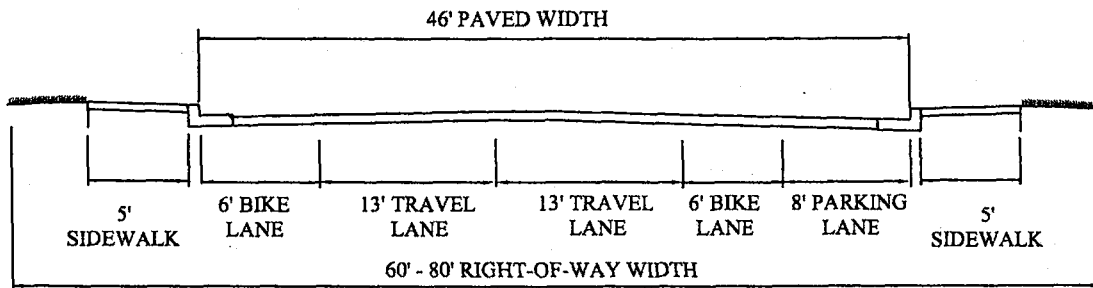 46' PAVED WIDTH
5'
SIDEWALK
6' BIKE
LANE
13' TRAVEL
LANE
13' TRAVEL
LANE
6' BIKE
LANE
8' PARKING
LANE
5'
SIDEWALK
60' - 80' RIGHT-OF-WAY WIDTH